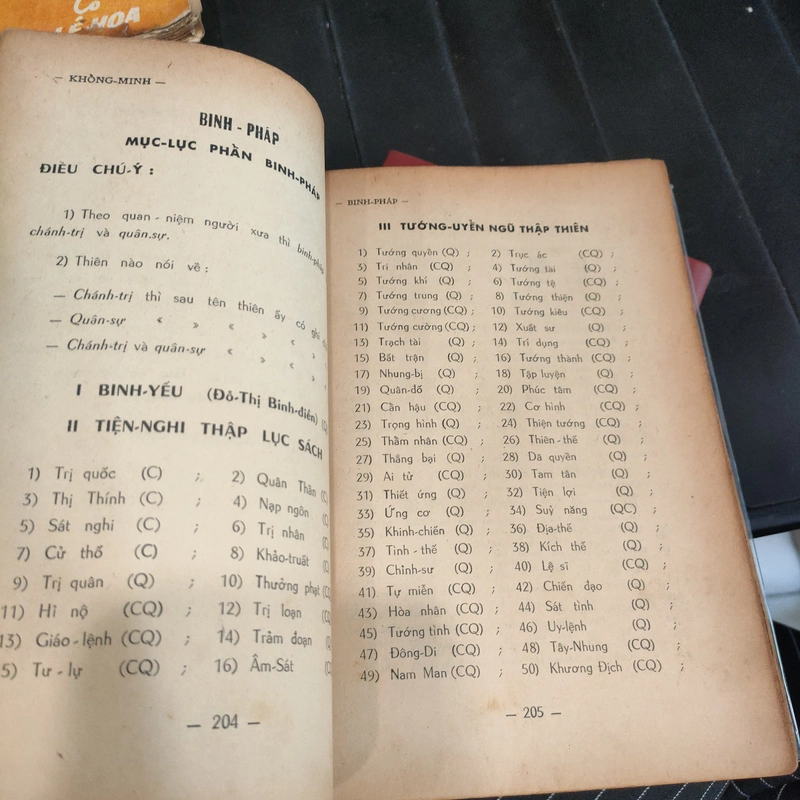 Cô
LÊ HOA
— KHỔNG-MINH —
BINH - PHÁP
MỤC-LỤC PHẦN BINH-PHÁP
ĐIỀU CHÚ-Ý :
1) Theo quan - niệm người xưa thì binh-pháp
chánh-trị và quân.sự.
2) Thiên nào nói về :
— Chánh-trị thì sau tên thiên ấy có ghi
— Quân-sự « » « » «
— Chánh-trị và quân-sự « » « »
I BINH-YẾU (Đồ-Thị Binh-điển)
II TIỆN-NGHI THẬP LỤC SÁCH
1) Trị quốc (C) ; 2) Quân Thần (C
3) Thị Thính (C) ; 4) Nạp ngôn (C
5) Sát nghi (C) ; 6) Trị nhân (C
7) Cử thố (C) ; 8) Khảo-truất (C
9) Trị quân (Q) ; 10) Thưởng phạt (C
11) Hỉ nộ (CQ) ; 12) Trị loạn (C
13) Giáo-lệnh (CQ) ; 14) Trảm đoạn (C
5) Tư-lự (CQ) ; 16) Âm-Sát (C
— 204 —
— BINH-PHÁP —
III TƯỚNG-UYỂN NGŨ THẬP THIÊN
1) Tướng quyền (Q) ; 2) Trục ác (CQ) ;
3) Tri nhân (CQ) ; 4) Tướng tài (Q) ;
5) Tướng khí (Q) ; 6) Tướng tệ (CQ) ;
7) Tướng trung (Q) ; 8) Tướng thiện (Q) ;
9) Tướng cương (CQ) ; 10) Tướng kiêu (CQ) ;
11) Tướng cường (CQ) ; 12) Xuất sư (Q) ;
13) Trạch tài (Q) ; 14) Trí dụng (CQ) ;
15) Bất trận (Q) ; 16) Tướng thành (CQ) ;
17) Nhung-bị (Q) ; 18) Tập luyện (Q) ;
19) Quân-đố (Q) ; 20) Phúc tâm (CQ) ;
21) Cẩn hậu (CQ) ; 22) Cơ hình (CQ) ;
23) Trọng hình (Q) ; 24) Thiện tướng (CQ) ;
25) Thầm nhân (CQ) ; 26) Thiên-thế (Q) ;
27) Thắng bại (Q) ; 28) Dạ quyền (Q) ;
29) Ai tử (CQ) ; 30) Tam tân (CQ) ;
31) Thiết ứng (Q) ; 32) Tiện lợi (Q) ;
33) Ứng cơ (Q) ; 34) Suỷ năng (QC) ;
35) Khinh-chiến (Q) ; 36) Địa-thế (Q) ;
37) Tình-thế (Q) ; 38) Kích thế (Q) ;
39) Chỉnh-sư (Q) ; 40) Lệ sĩ (CQ) ;
41) Tự miễn (CQ) ; 42) Chiến đạo (Q) ;
43) Hòa nhân (CQ) ; 44) Sát tình (Q) ;
45) Tướng tình (CQ) ; 46) Uy-lệnh (Q) ;
47) Đông-Di (CQ) ; 48) Tây-Nhung (CQ) ;
49) Nam Man (CQ) ; 50) Khương Địch (CQ) ;
— 205 —